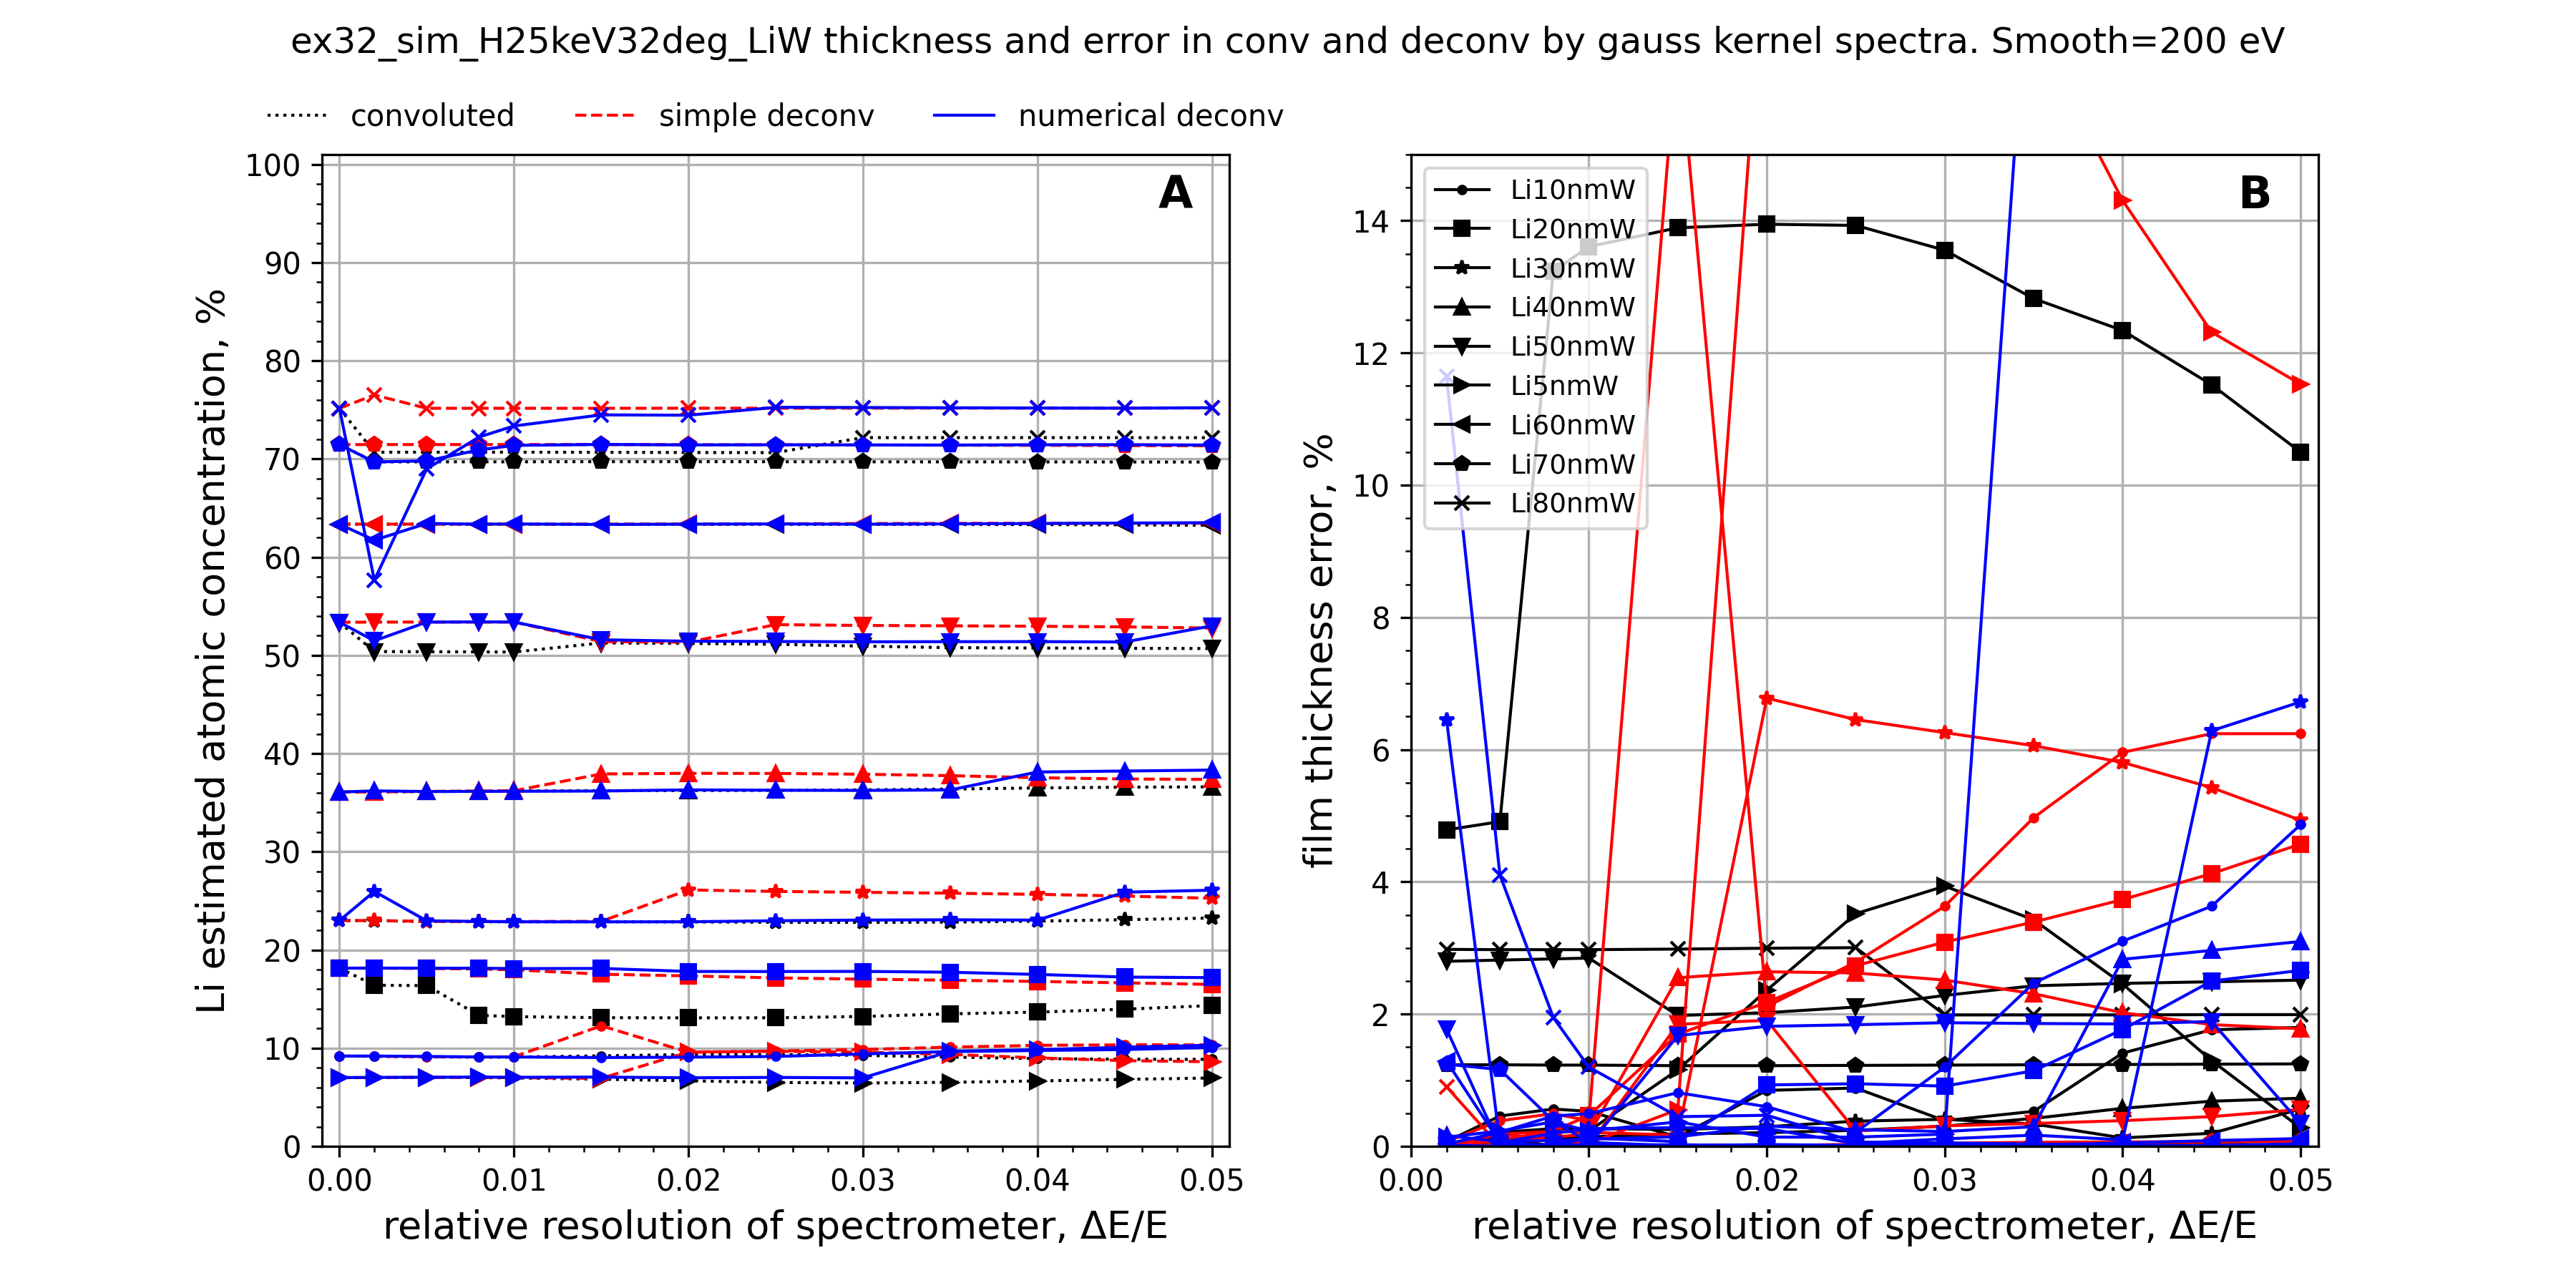 ex32_sim_H25keV32deg_LiW thickness and error in conv and deconv by gauss kernel spectra. Smooth=200 eV
convoluted simple deconv numerical deconv
A
Li estimated atomic concentration, %
100
90
80
70
60
50
40
30
20
10
0
0.00 0.01 0.02 0.03 0.04 0.05
relative resolution of spectrometer, ΔE/E
B
film thickness error, %
14
12
10
8
6
4
2
0
Li10nmW
Li20nmW
Li30nmW
Li40nmW
Li50nmW
Li5nmW
Li60nmW
Li70nmW
Li80nmW
0.00 0.01 0.02 0.03 0.04 0.05
relative resolution of spectrometer, ΔE/E